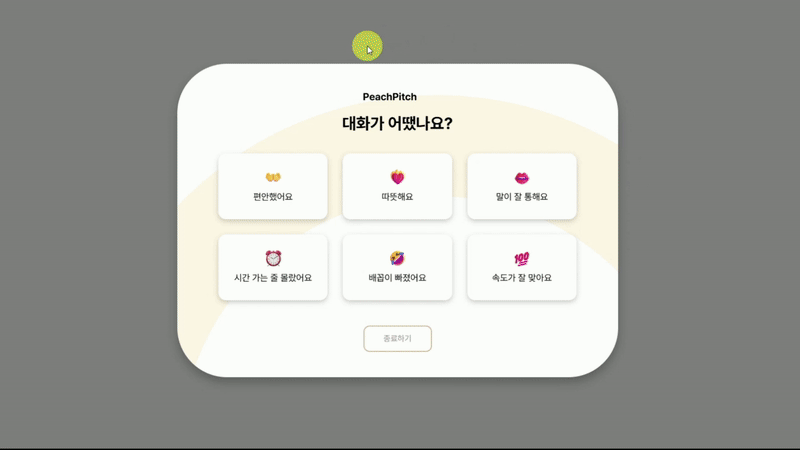 PeachPitch
대화가 어땠나요?
편안했어요
따뜻해요
말이 잘 통해요
시간 가는 줄 몰랐어요
배꼽이 빠졌어요
속도가 잘 맞아요
종료하기